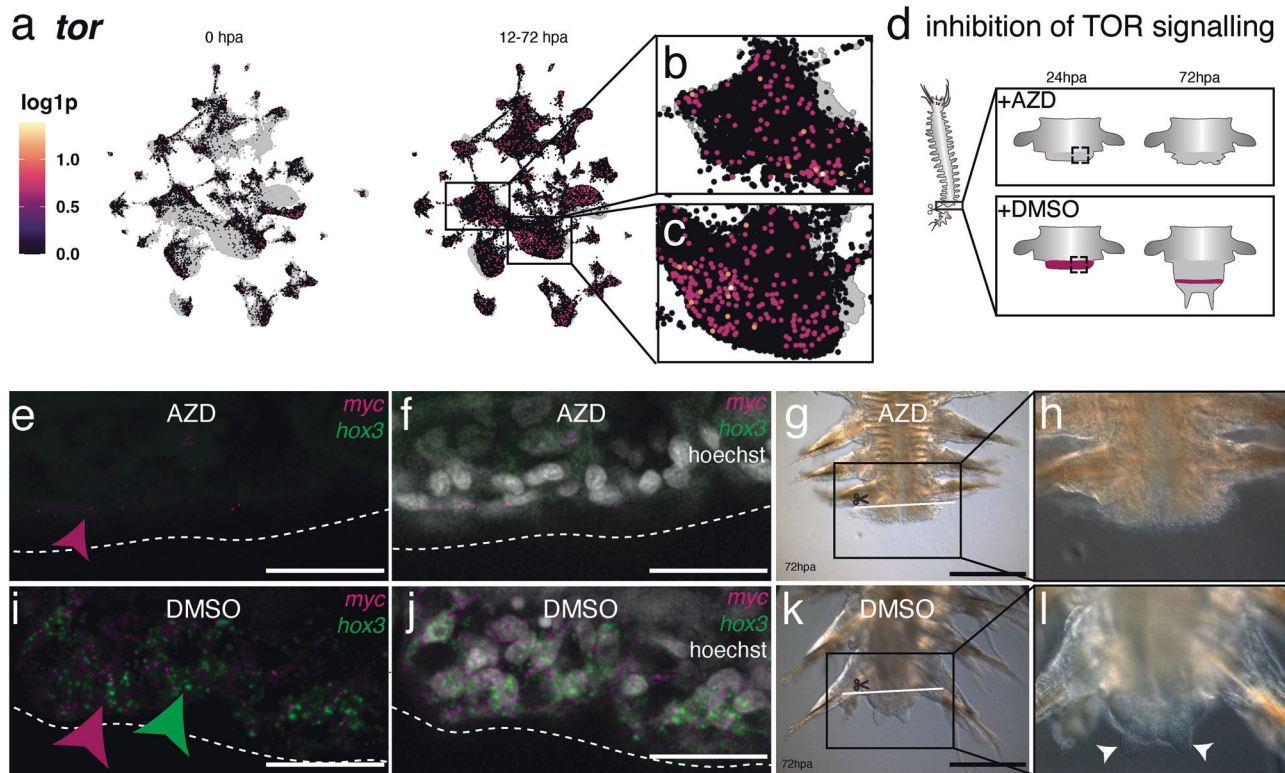 a tor
0 hpa
12-72 hpa
log1p
1.0
0.5
0.0
b
c
d inhibition of TOR signalling
24hpa
72hpa
+AZD
+DMSO
e
AZD
myc
hox3
f
AZD
myc
hox3
hoechst
g
AZD
72hpa
h
i
DMSO
myc
hox3
j
DMSO
myc
hox3
hoechst
k
DMSO
72hpa
l